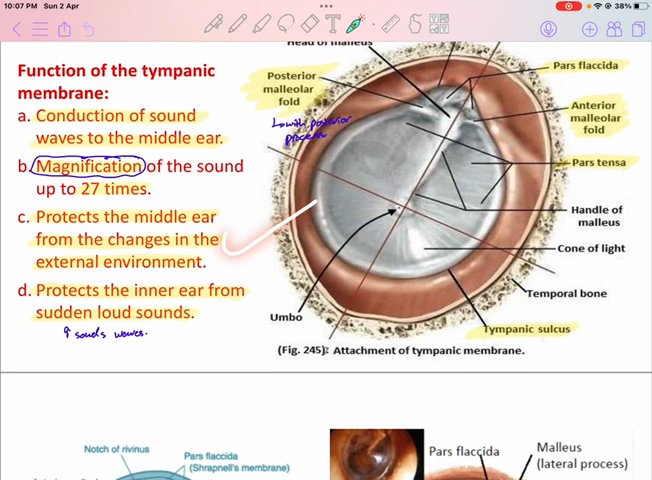 10:07 PM Sun 2 Apr
38%
Head of malleus
Function of the tympanic
membrane:
a. Conduction of sound
waves to the middle ear.
b. Magnification of the sound
up to 27 times.
c. Protects the middle ear
from the changes in the
external environment.
d. Protects the inner ear from
sudden loud sounds.
↑ sounds waves.
Posterior
malleolar
fold
↳ with posterior
process
Pars flaccida
Anterior
malleolar
fold
Pars tensa
Handle of
malleus
Cone of light
Temporal bone
Umbo
Tympanic sulcus
(Fig. 245): Attachment of tympanic membrane.
Notch of rivinus
Pars flaccida
(Shrapnell's membrane)
Pars flaccida
Malleus
(lateral process)